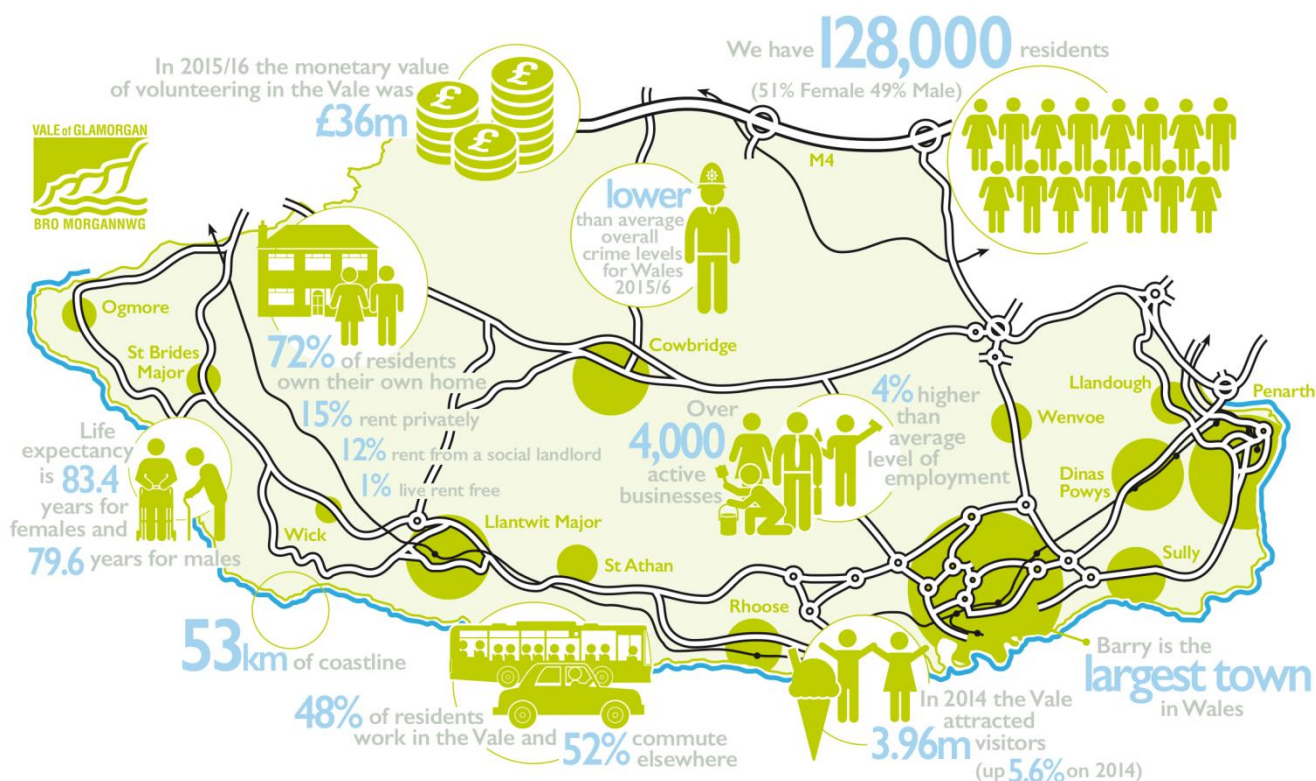 We have 128,000 residents
(51% Female 49% Male)
In 2015/16 the monetary value
of volunteering in the Vale was
£36m
£
£
£
VALE of GLAMORGAN
BRO MORGANNWG
M4
lower
than average
overall
crime levels
for Wales
2015/6
Ogmore
St Brides
Major
72% of residents
own their own home
15% rent privately
12% rent from a social landlord
1% live rent free
Cowbridge
Over
4,000
active
businesses
4% higher
than
average
level of
employment
Llandough
Penarth
Wenvoe
Dinas
Powys
Sully
Life
expectancy
is 83.4
years for
females and
79.6 years for males
Wick
Llantwit Major
St Athan
Rhoose
53km of coastline
48% of residents
work in the Vale and 52% commute
elsewhere
In 2014 the Vale
attracted
3.96m visitors
(up 5.6% on 2014)
Barry is the
largest town
in Wales